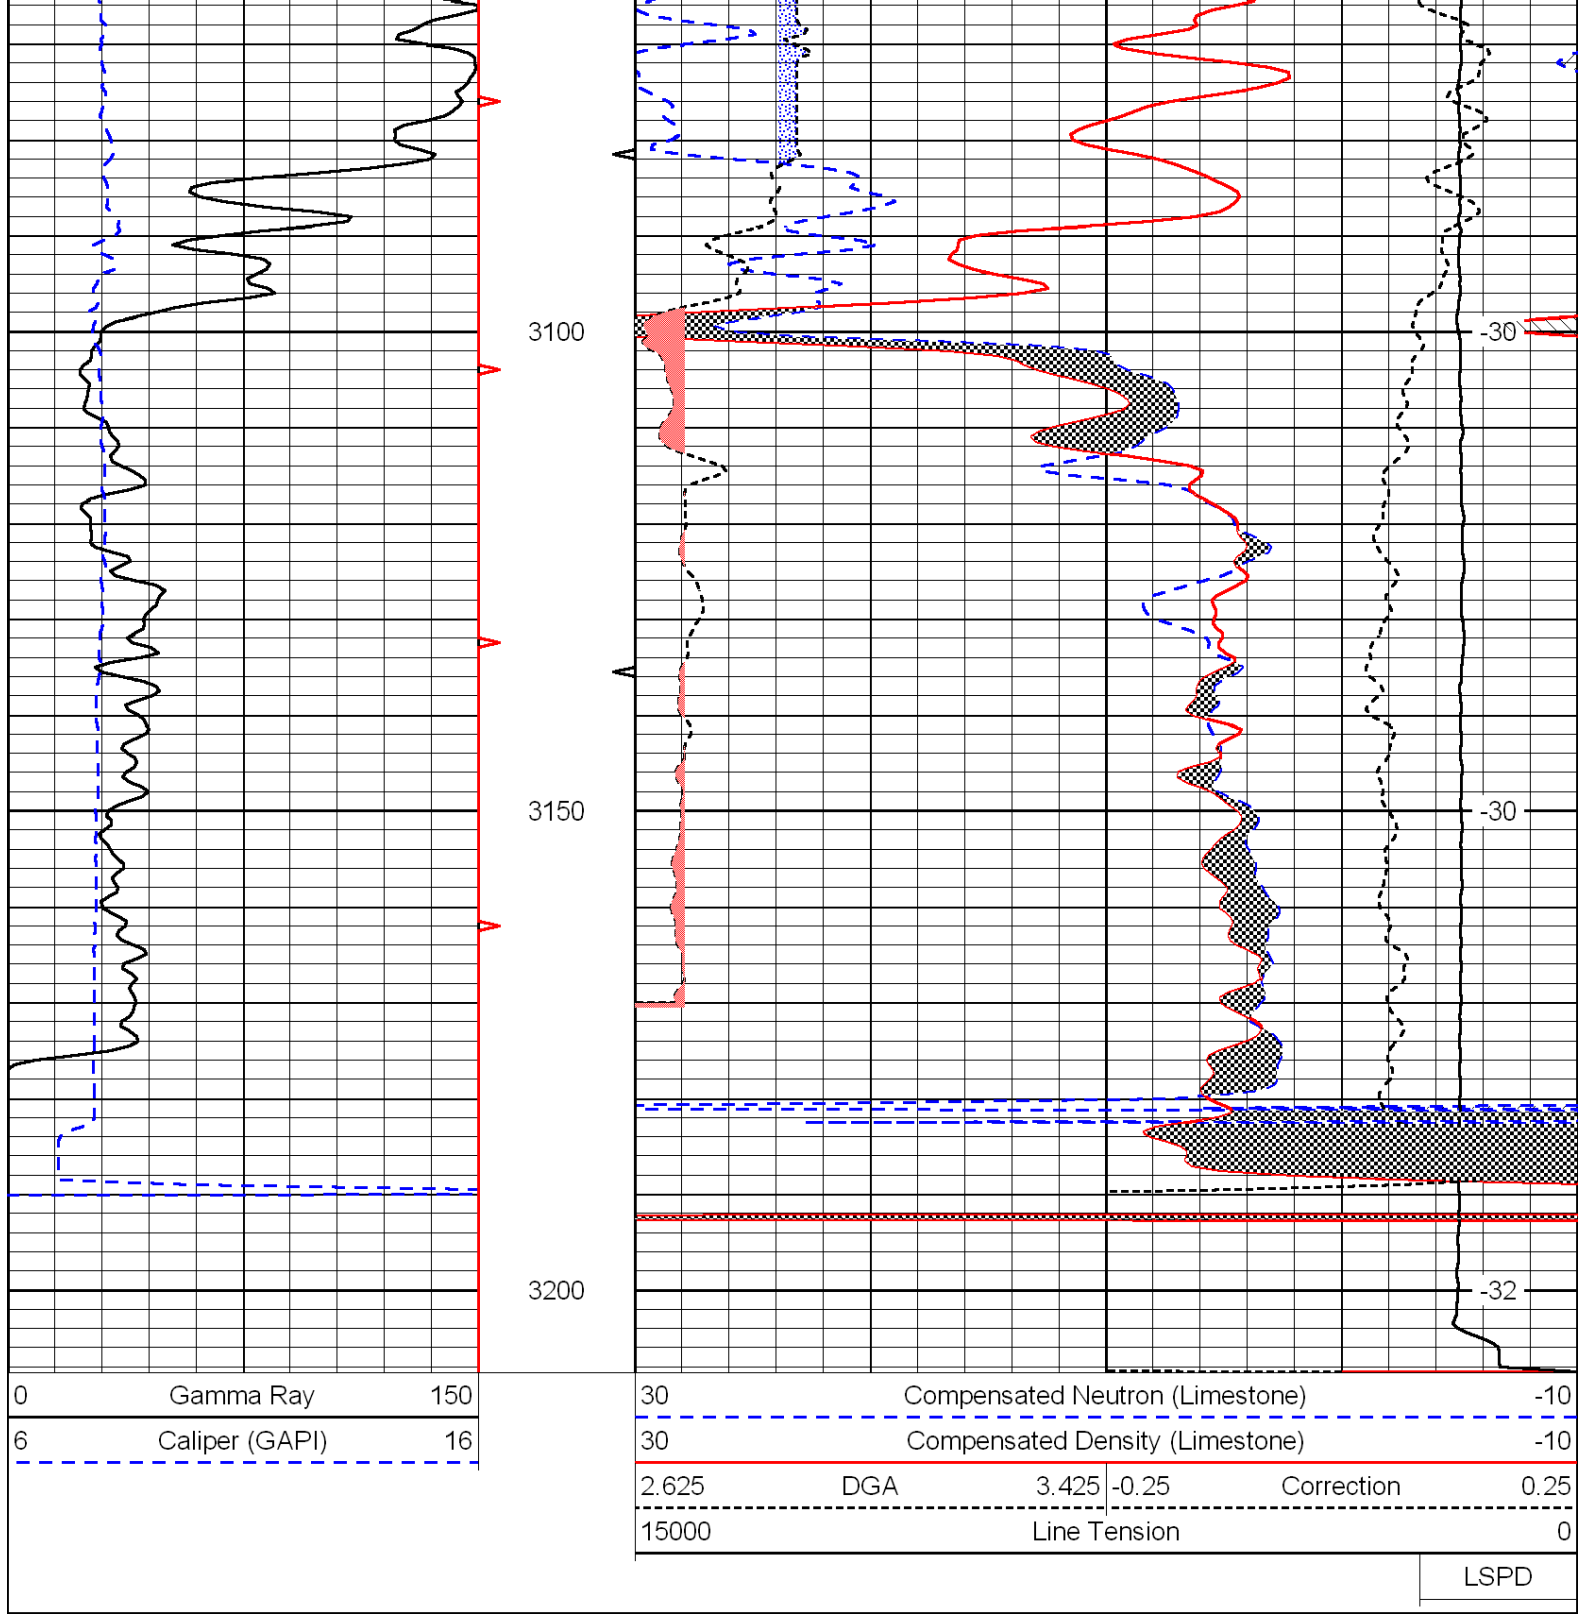 3100
-30
3150
-30
3200
-32
0 Gamma Ray 150
30 Compensated Neutron (Limestone) -10
6 Caliper (GAPI) 16
30 Compensated Density (Limestone) -10
2.625 DGA 3.425 -0.25 Correction 0.25
15000 Line Tension 0
LSPD